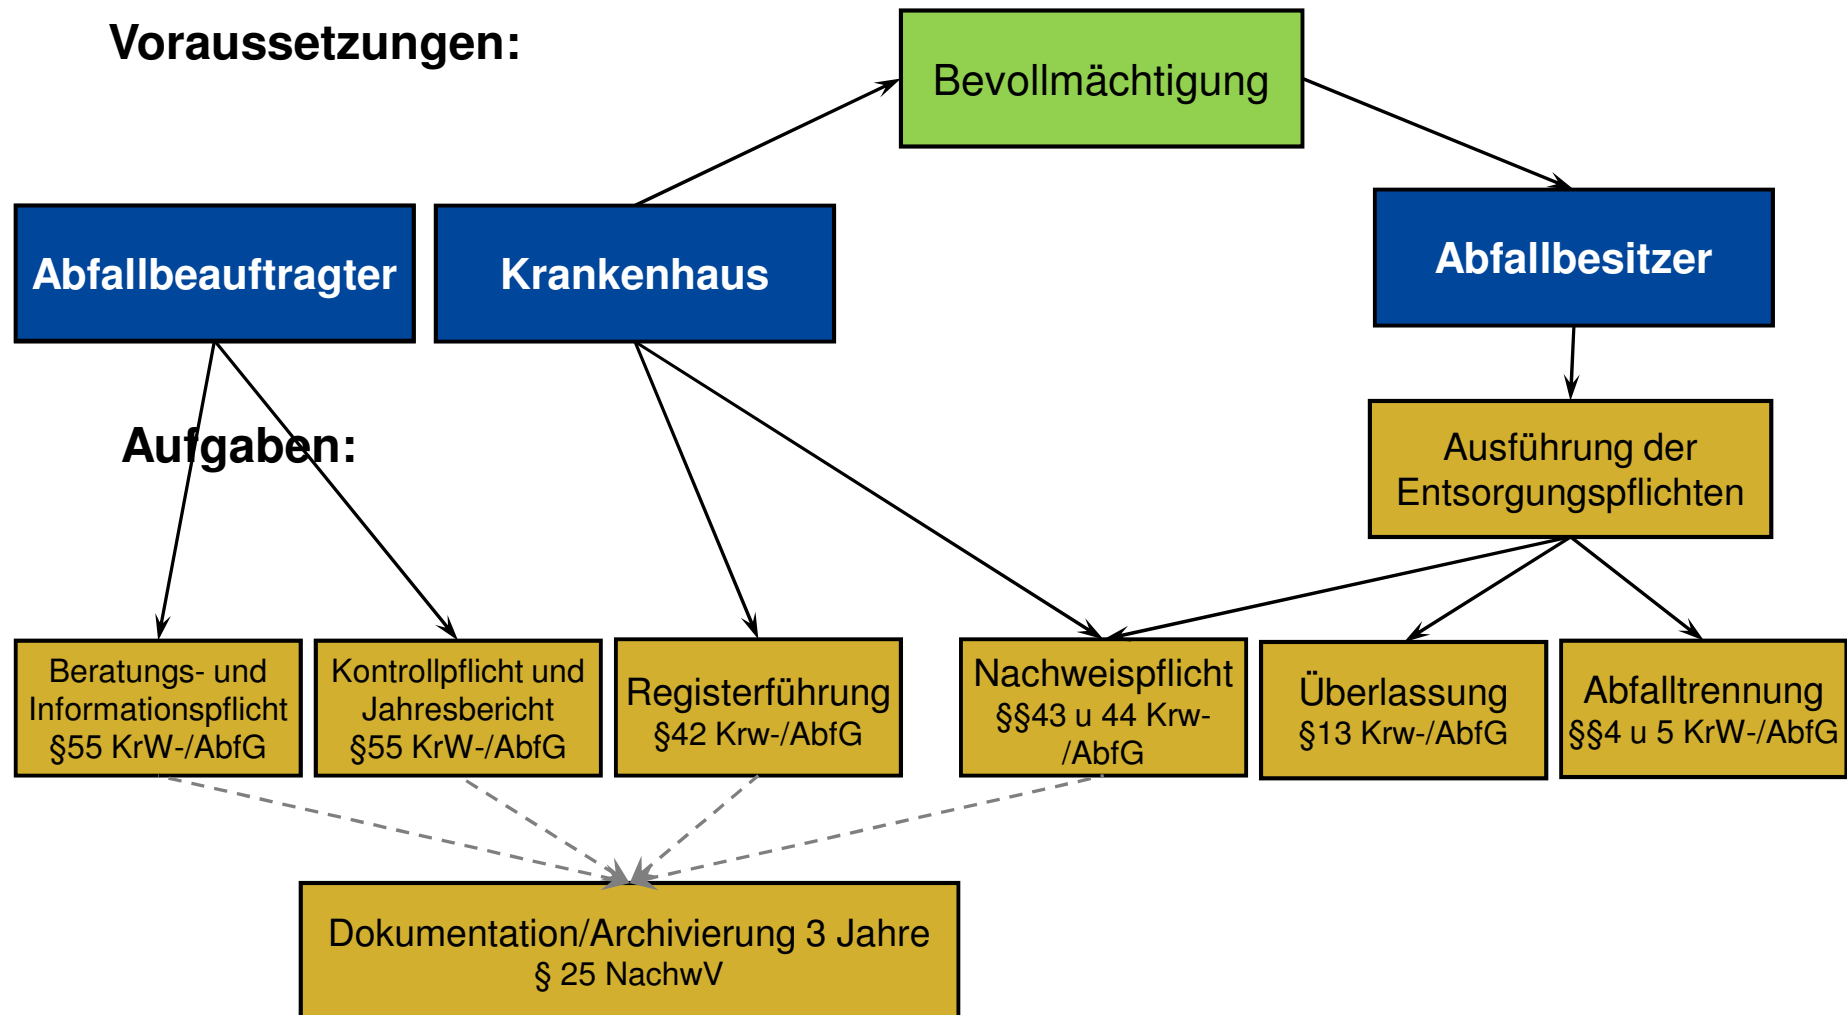 Voraussetzungen:
Bevollmächtigung
Abfallbeauftragter
Krankenhaus
Abfallbesitzer
Aufgaben:
Ausführung der
Entsorgungspflichten
Beratungs- und
Informationspflicht
§55 KrW-/AbfG
Kontrollpflicht und
Jahresbericht
§55 KrW-/AbfG
Registerführung
§42 Krw-/AbfG
Nachweispflicht
§§43 u 44 Krw-
/AbfG
Überlassung
§13 Krw-/AbfG
Abfalltrennung
§§4 u 5 KrW-/AbfG
Dokumentation/Archivierung 3 Jahre
§ 25 NachwV